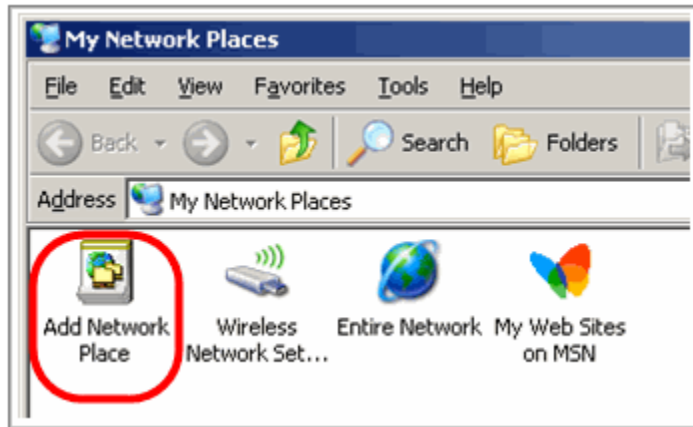 My Network Places
File Edit View Favorites Tools Help
Back Search Folders
Address My Network Places
Add Network Place
Wireless Network Set...
Entire Network
My Web Sites on MSN